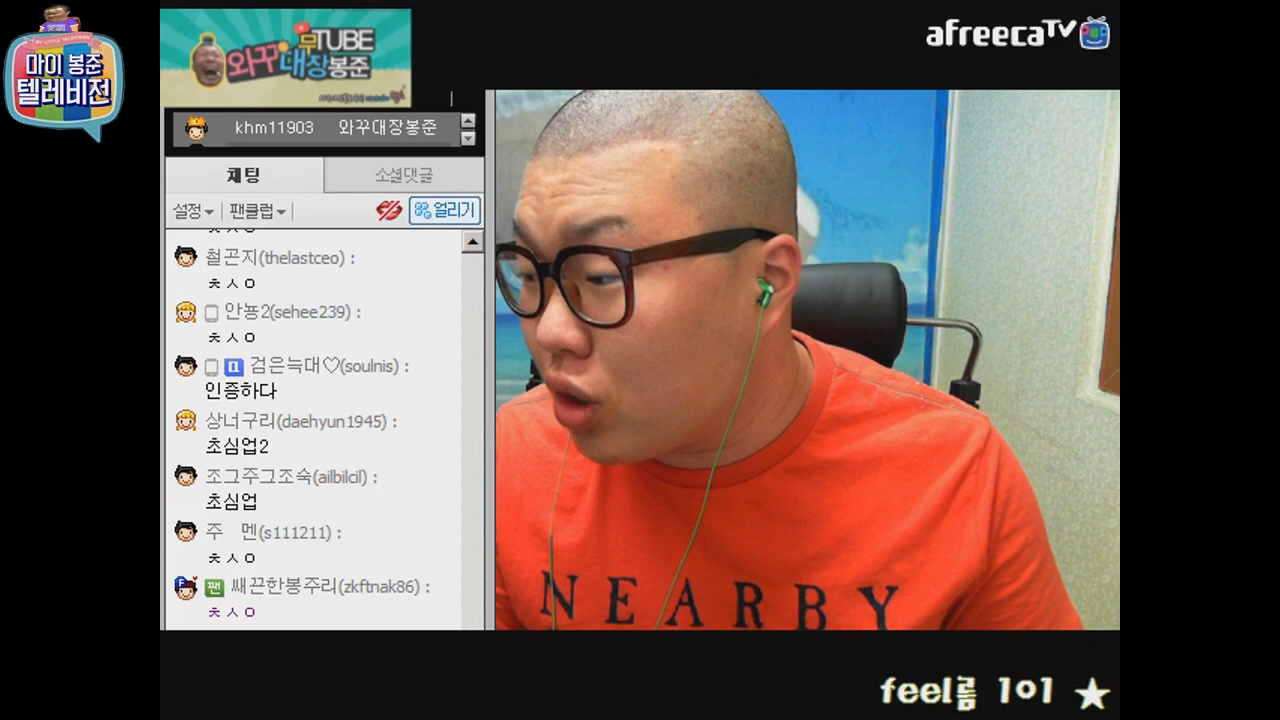 마이 봉준
텔레비전
무TUBE
와꾸대장봉준
afreecaTV
khm11903 와꾸대장봉준
채팅 소셜댓글
설정 팬클럽 얼리기
철곤지(thelastceo) :
ㅊㅅㅇ
안뇽2(sehee239) :
ㅊㅅㅇ
검은늑대♡(soulnis) :
인증하다
상너구리(daehyun1945) :
초심업2
조그주그조숙(ailbilcil) :
초심업
주 멘(s111211) :
ㅊㅅㅇ
팬 쌔끈한봉주리(zkftnak86) :
ㅊㅅㅇ
NEARBY
feel름 101 ★